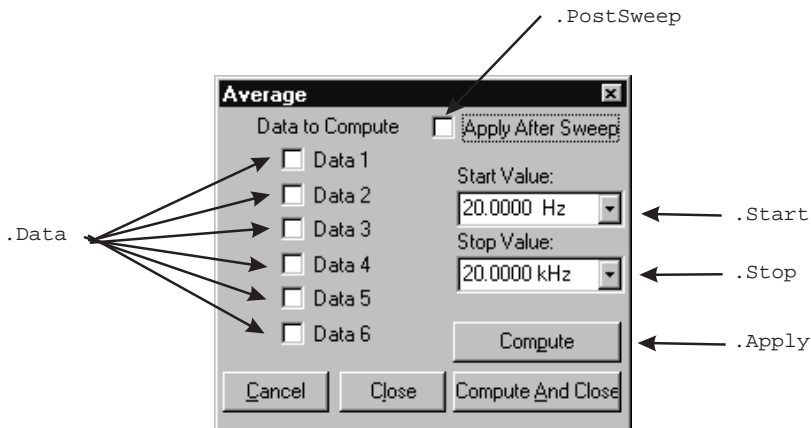 .PostSweep
Average
Data to Compute
Apply After Sweep
Data 1
Data 2
Data 3
Data 4
Data 5
Data 6
.Data
Start Value:
20.0000 Hz
.Start
Stop Value:
20.0000 kHz
.Stop
Compute
.Apply
Cancel
Close
Compute And Close